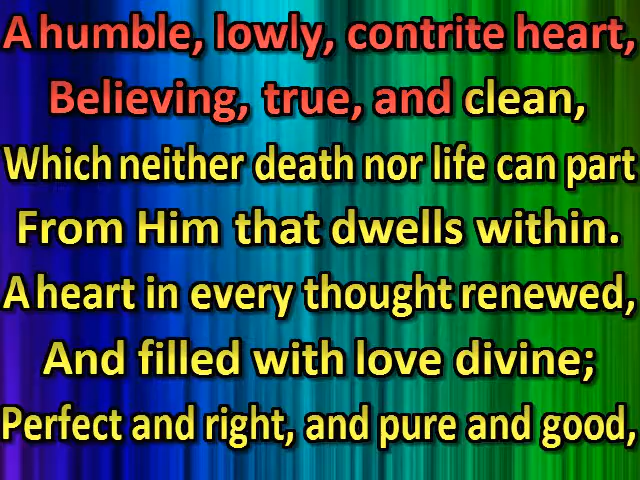 A humble, lowly, contrite heart,
Believing, true, and clean,
Which neither death nor life can part
From Him that dwells within.
A heart in every thought renewed,
And filled with love divine;
Perfect and right, and pure and good,